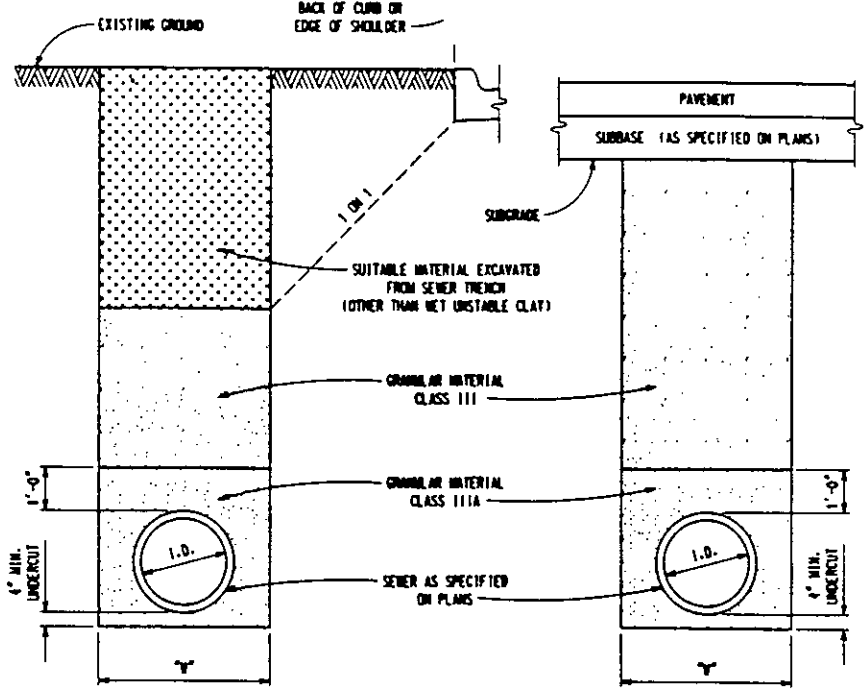 BACK OF CURB OR
EDGE OF SHOULDER
EXISTING GROUND
PAVEMENT
SUBBASE (AS SPECIFIED ON PLANS)
1 ON 1
SUBGRADE
SUITABLE MATERIAL EXCAVATED
FROM SEWER TRENCH
(OTHER THAN WET UNSTABLE CLAY)
GRANULAR MATERIAL
CLASS III
1'-0"
GRANULAR MATERIAL
CLASS IIIA
1'-0"
I.D.
I.D.
4" MIN.
UNDERCUT
SEWER AS SPECIFIED
ON PLANS
4" MIN.
UNDERCUT
"W"
"W"